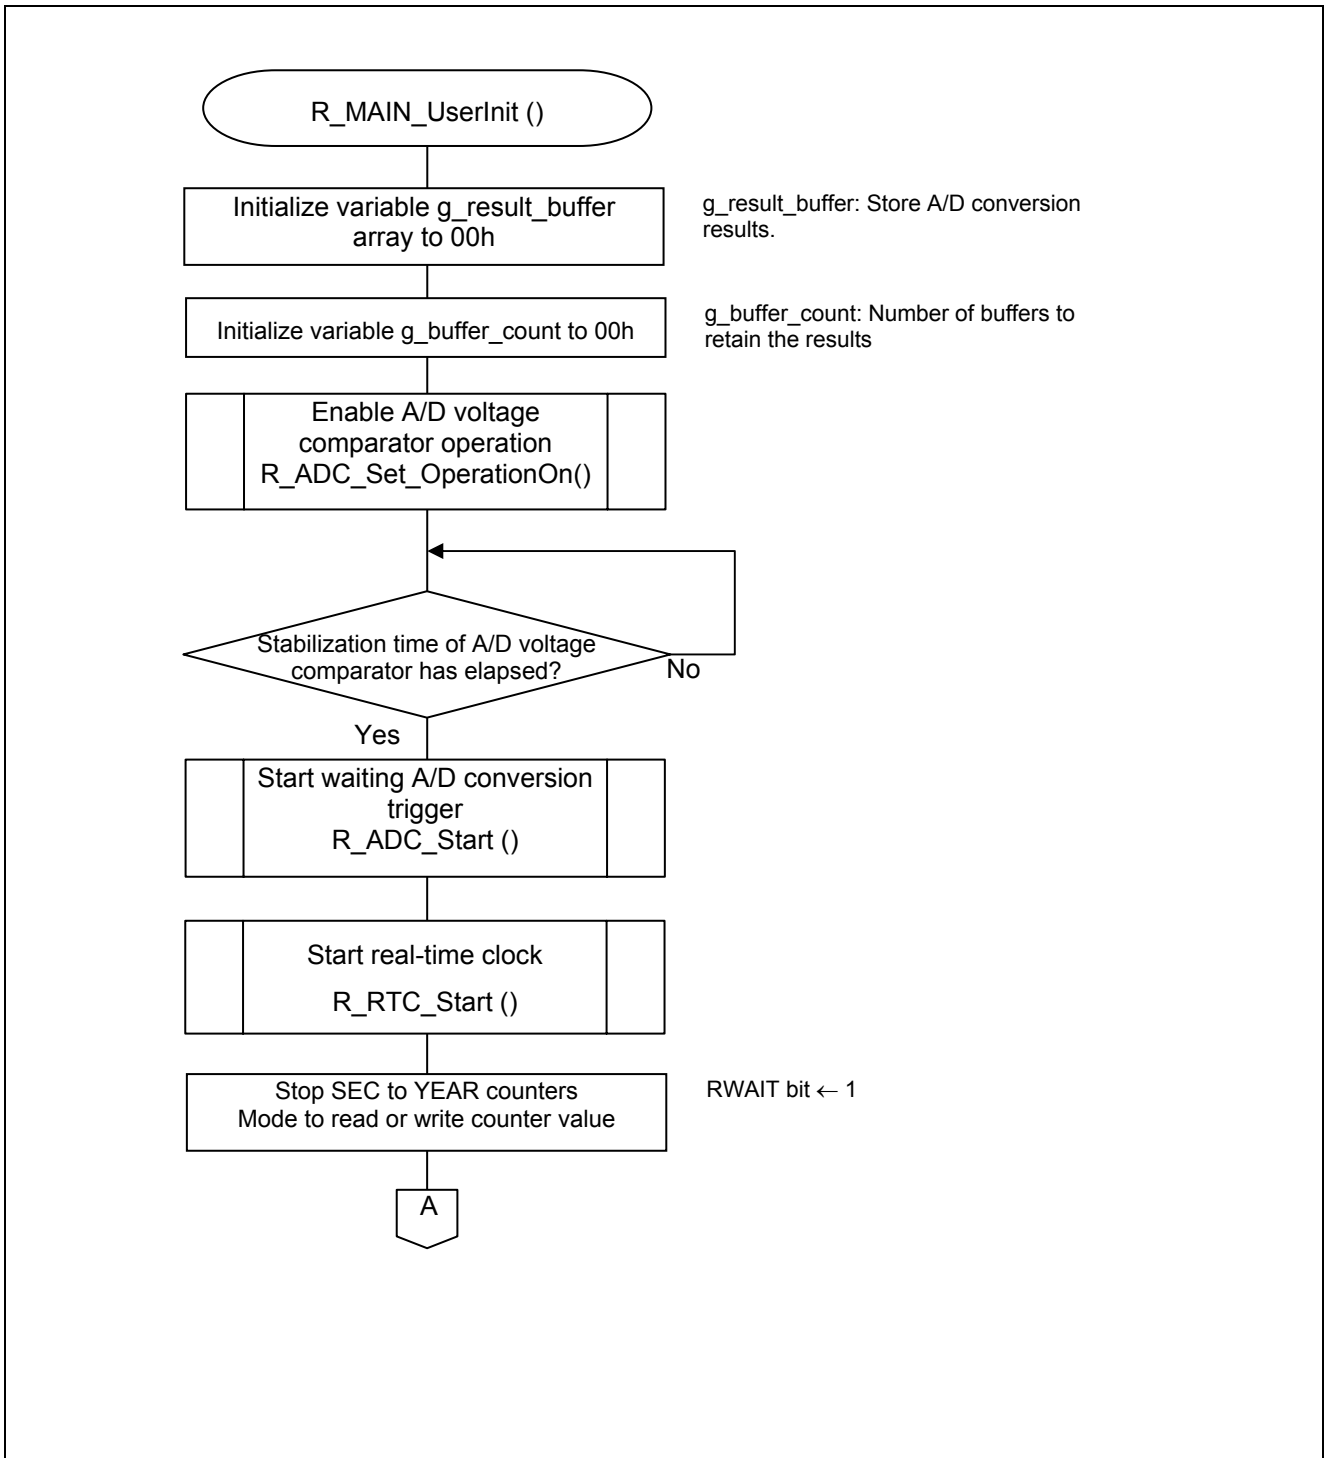 R_MAIN_UserInit ()
Initialize variable g_result_buffer
array to 00h
g_result_buffer: Store A/D conversion
results.
Initialize variable g_buffer_count to 00h
g_buffer_count: Number of buffers to
retain the results
Enable A/D voltage
comparator operation
R_ADC_Set_OperationOn()
Stabilization time of A/D voltage
comparator has elapsed?
No
Yes
Start waiting A/D conversion
trigger
R_ADC_Start ()
Start real-time clock
R_RTC_Start ()
Stop SEC to YEAR counters
Mode to read or write counter value
RWAIT bit ← 1
A